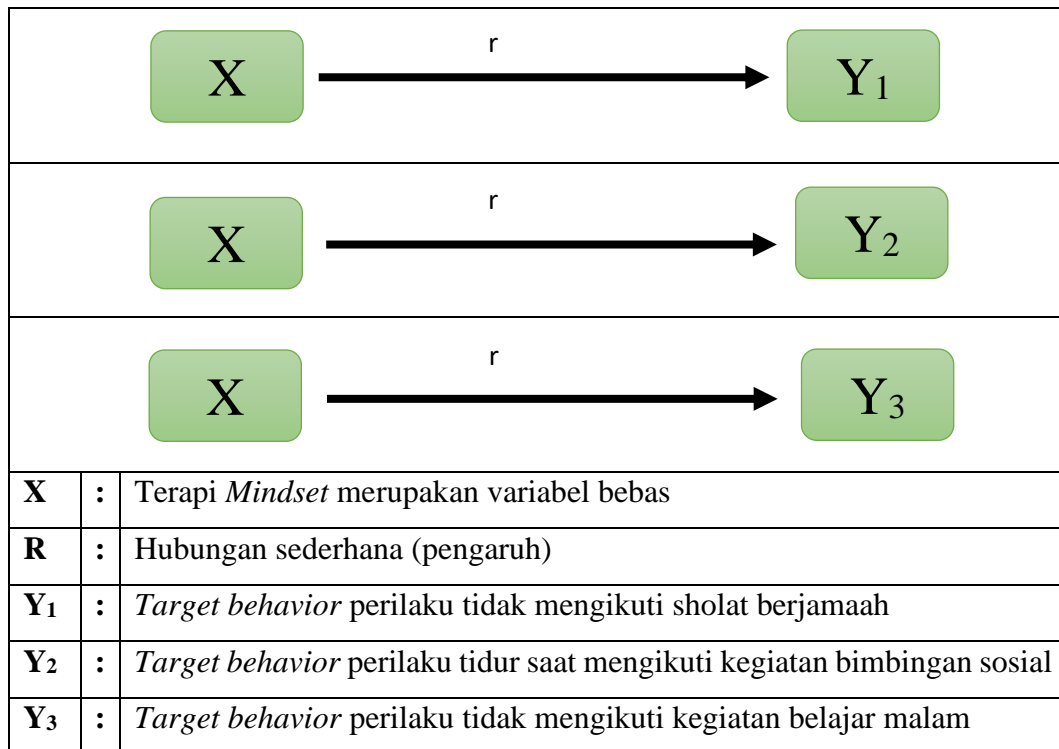 r
X Y1
r
X Y2
r
X Y3
X : Terapi Mindset merupakan variabel bebas
R : Hubungan sederhana (pengaruh)
Y1 : Target behavior perilaku tidak mengikuti sholat berjamaah
Y2 : Target behavior perilaku tidur saat mengikuti kegiatan bimbingan sosial
Y3 : Target behavior perilaku tidak mengikuti kegiatan belajar malam